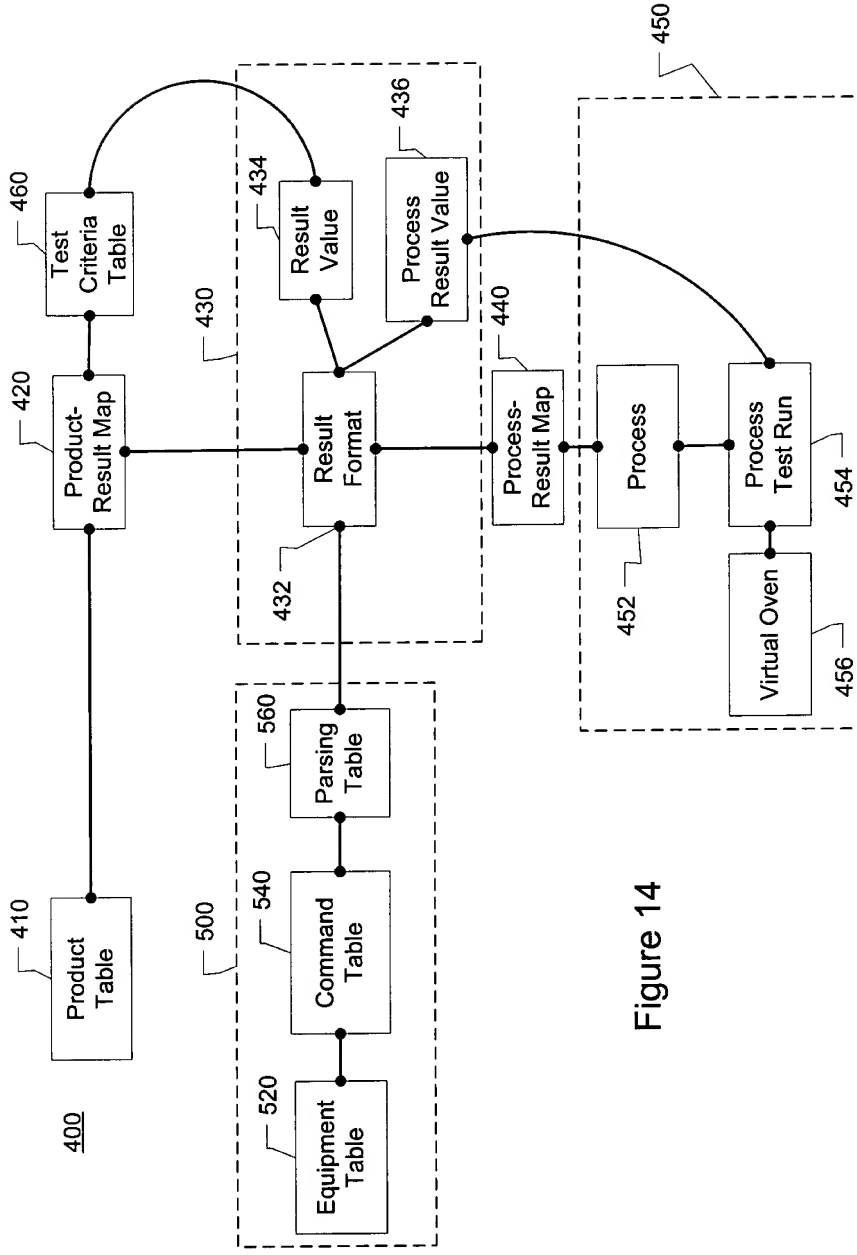 400
410
Product
Table
420
Product-
Result Map
460
Test
Criteria
Table
500
520
Equipment
Table
540
Command
Table
560
Parsing
Table
430
432
Result
Format
434
Result
Value
436
Process
Result Value
440
Process-
Result Map
450
452
Process
454
Process
Test Run
456
Virtual Oven
Figure 14